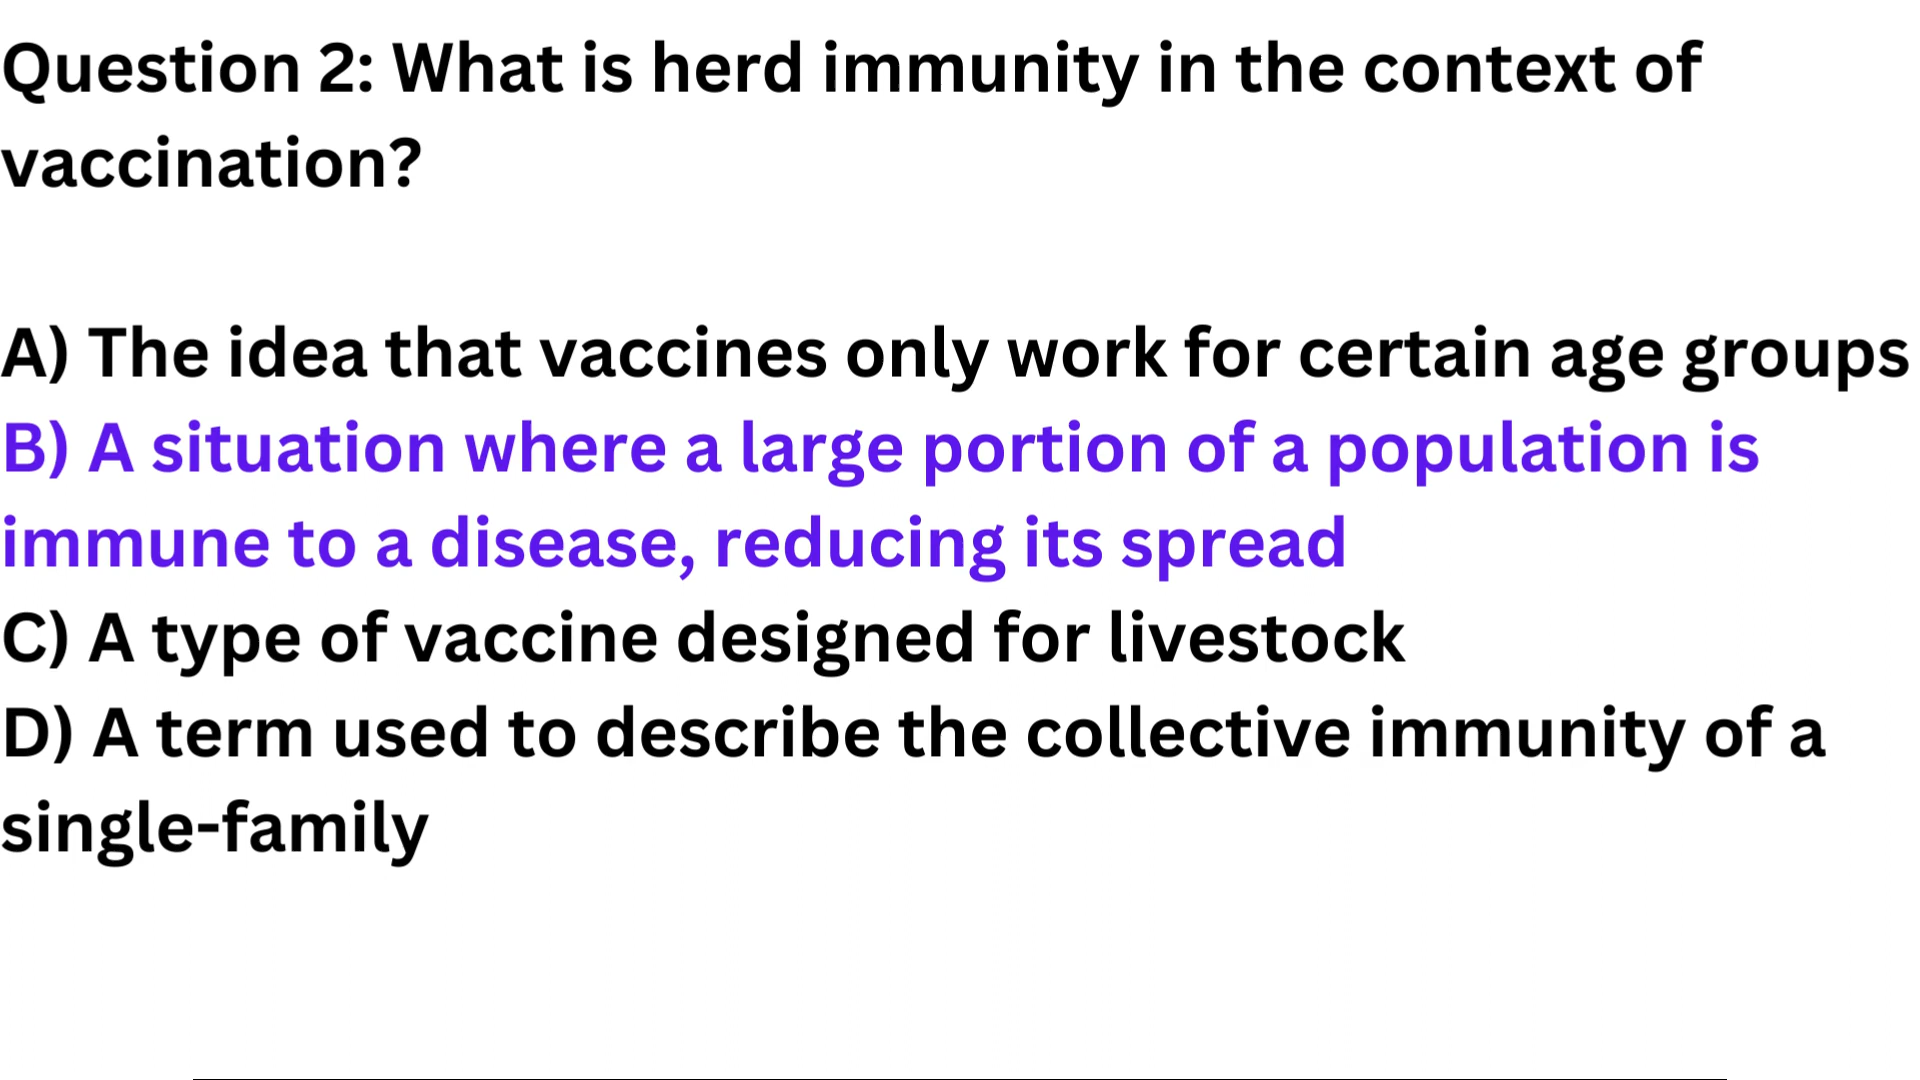 Question 2: What is herd immunity in the context of
vaccination?
A) The idea that vaccines only work for certain age groups
B) A situation where a large portion of a population is
immune to a disease, reducing its spread
C) A type of vaccine designed for livestock
D) A term used to describe the collective immunity of a
single-family